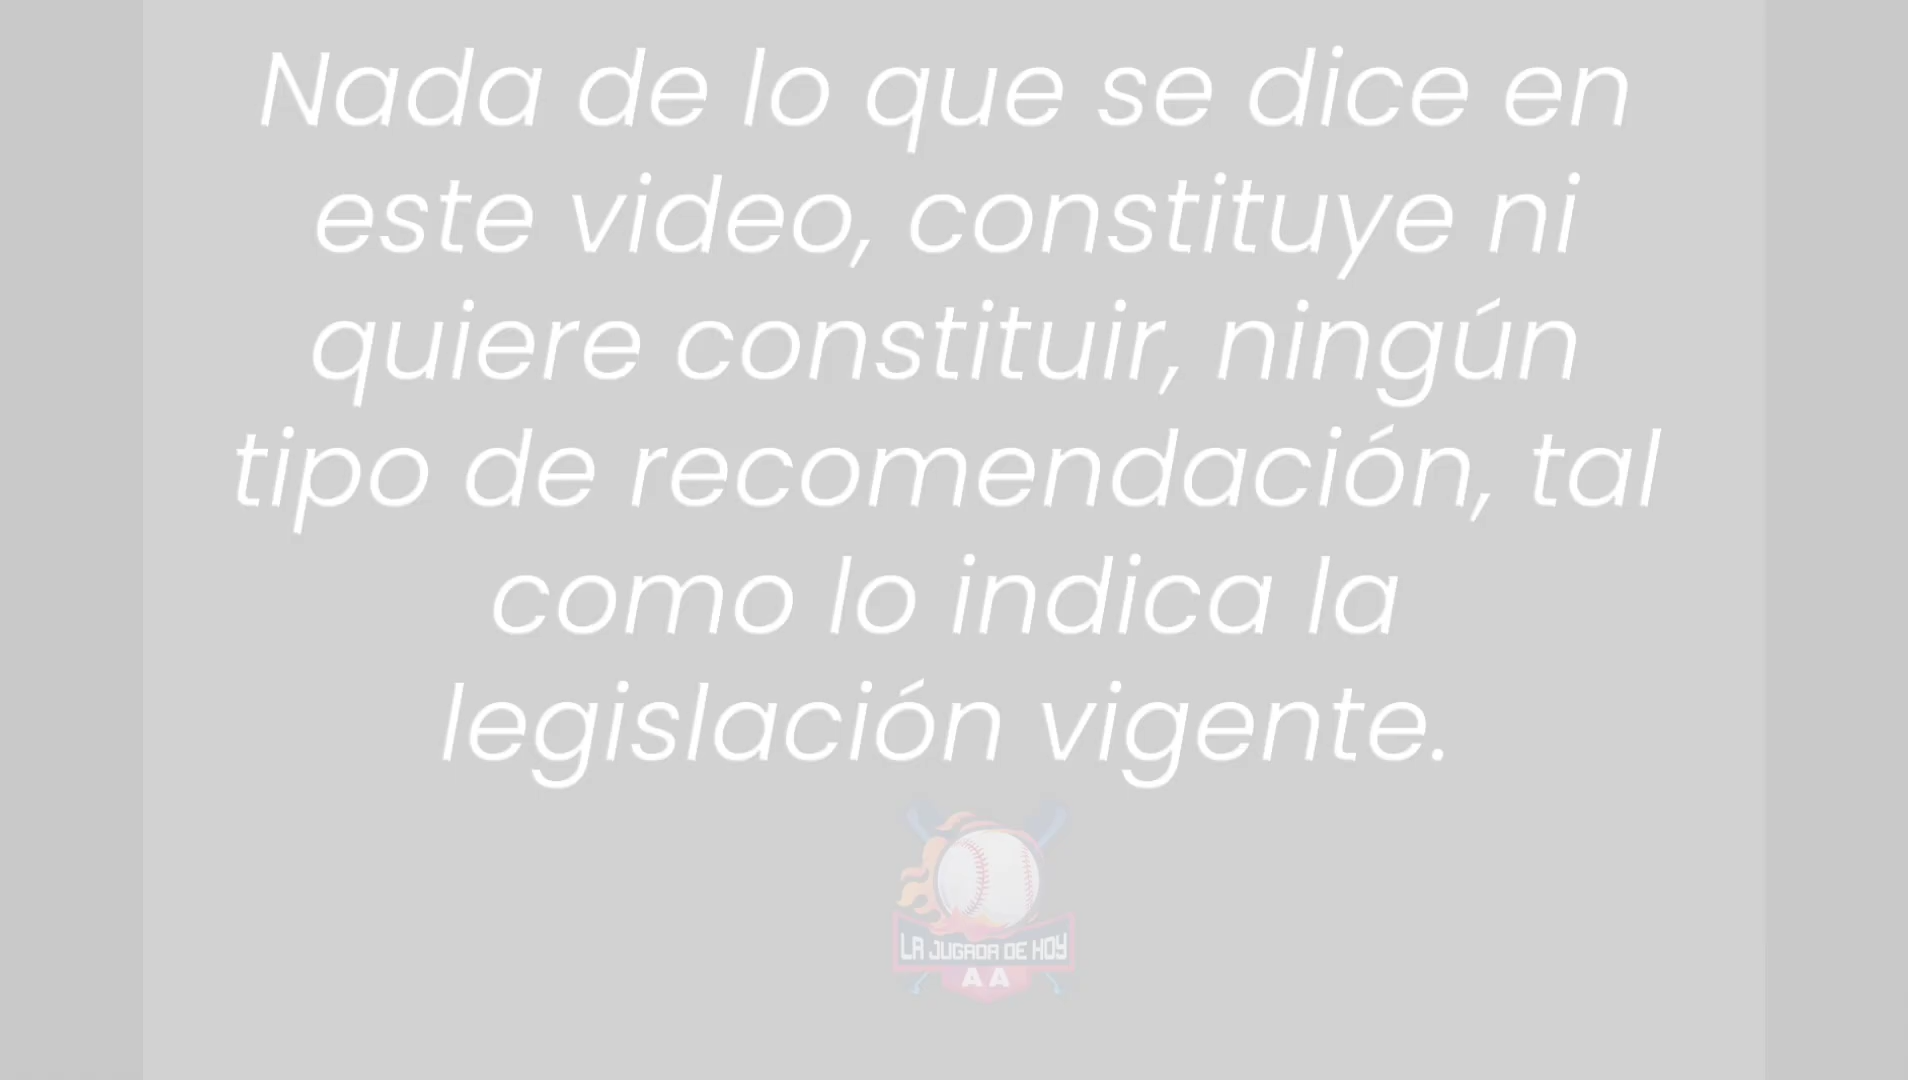 Nada de lo que se dice en
este video, constituye ni
quiere constituir, ningún
tipo de recomendación, tal
como lo indica la
legislación vigente.
LA JUGADA DE HOY
AA